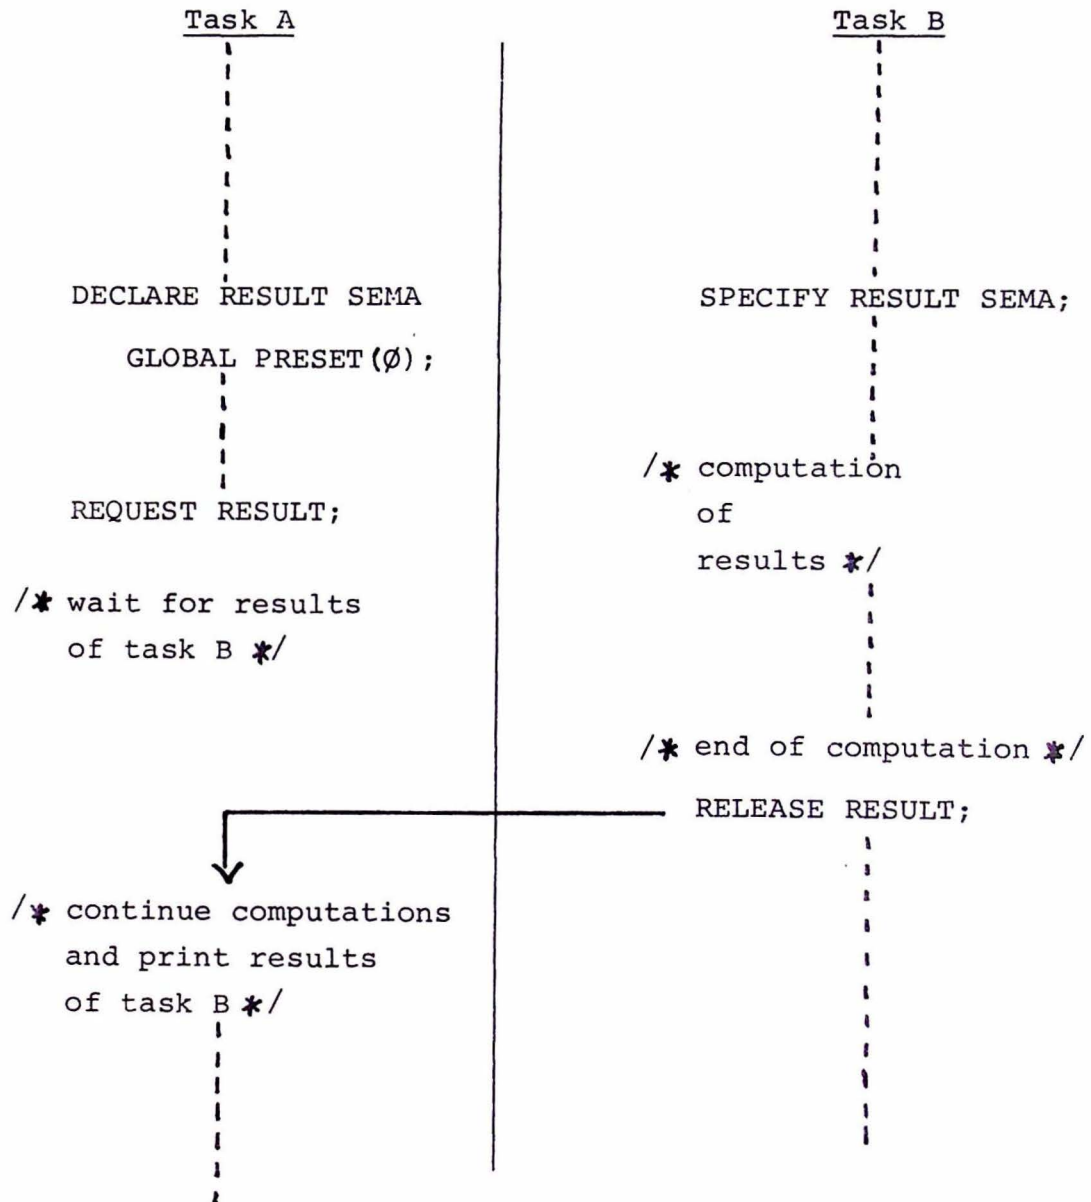 Task A
DECLARE RESULT SEMA
GLOBAL PRESET(Ø);
REQUEST RESULT;
/* wait for results
of task B */
/* continue computations
and print results
of task B */
Task B
SPECIFY RESULT SEMA;
/* computation
of
results */
/* end of computation */
RELEASE RESULT;